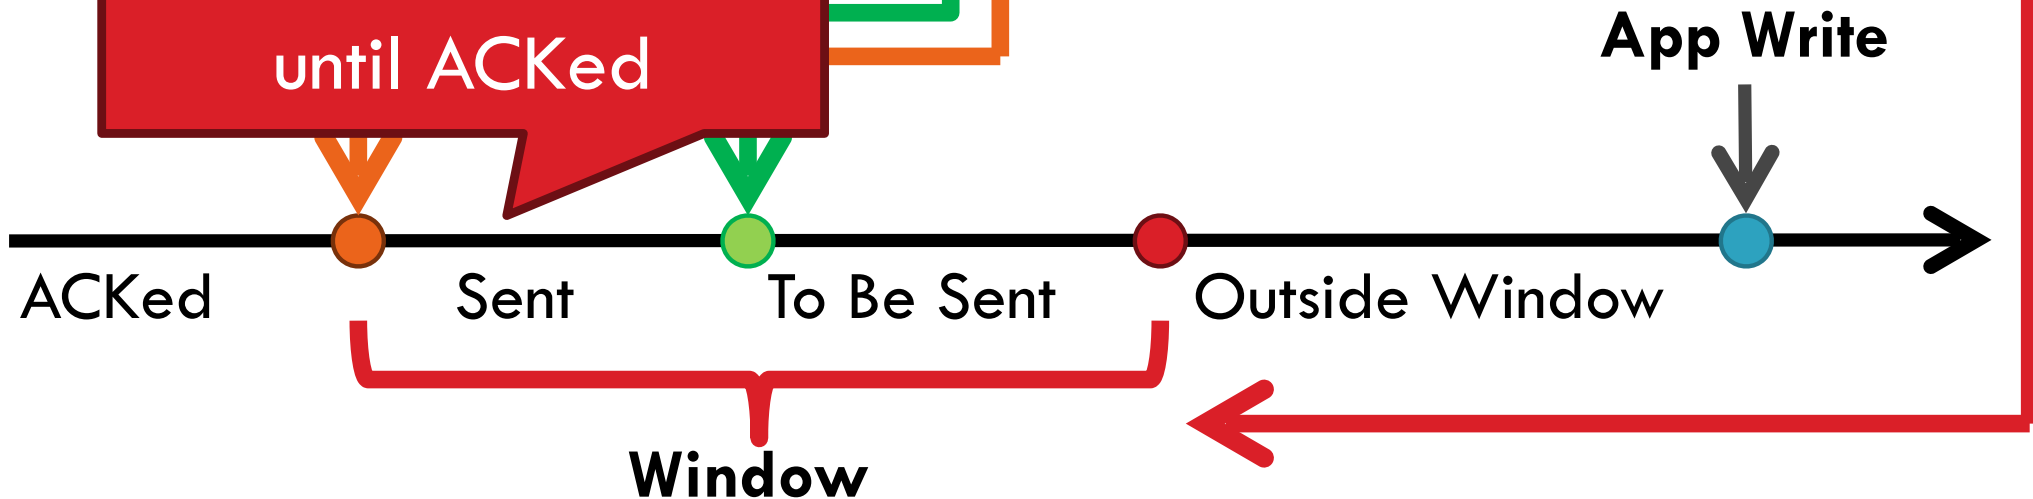 until ACKed
App Write
ACKed
Sent
To Be Sent
Outside Window
Window